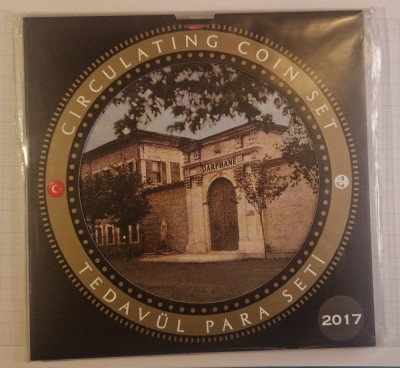 CIRCULATING COIN SET
DARPHANE
TEDAVÜL PARA SETİ
2017